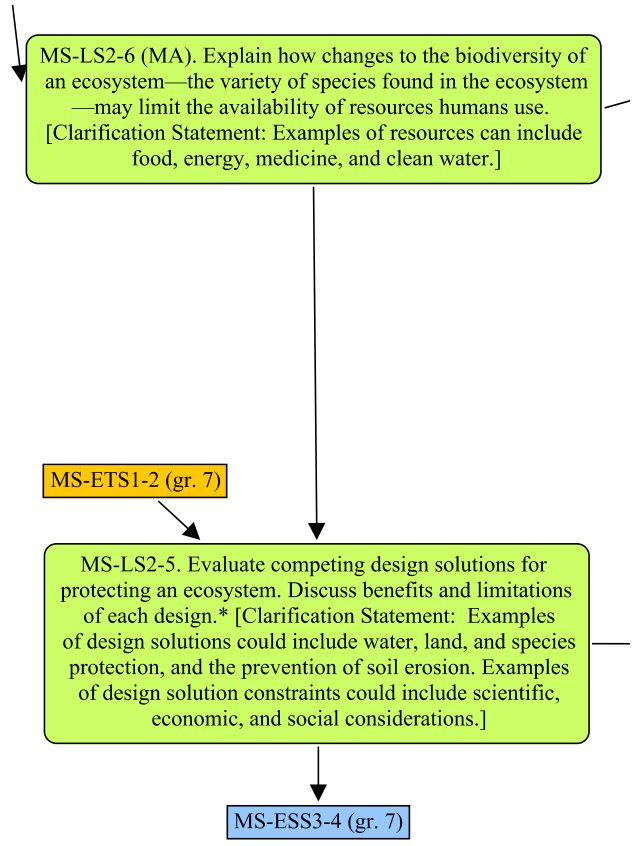 MS-LS2-6 (MA). Explain how changes to the biodiversity of
an ecosystem—the variety of species found in the ecosystem
—may limit the availability of resources humans use.
[Clarification Statement: Examples of resources can include
food, energy, medicine, and clean water.]
MS-ETS1-2 (gr. 7)
MS-LS2-5. Evaluate competing design solutions for
protecting an ecosystem. Discuss benefits and limitations
of each design.* [Clarification Statement:  Examples
of design solutions could include water, land, and species
protection, and the prevention of soil erosion. Examples
of design solution constraints could include scientific,
economic, and social considerations.]
MS-ESS3-4 (gr. 7)